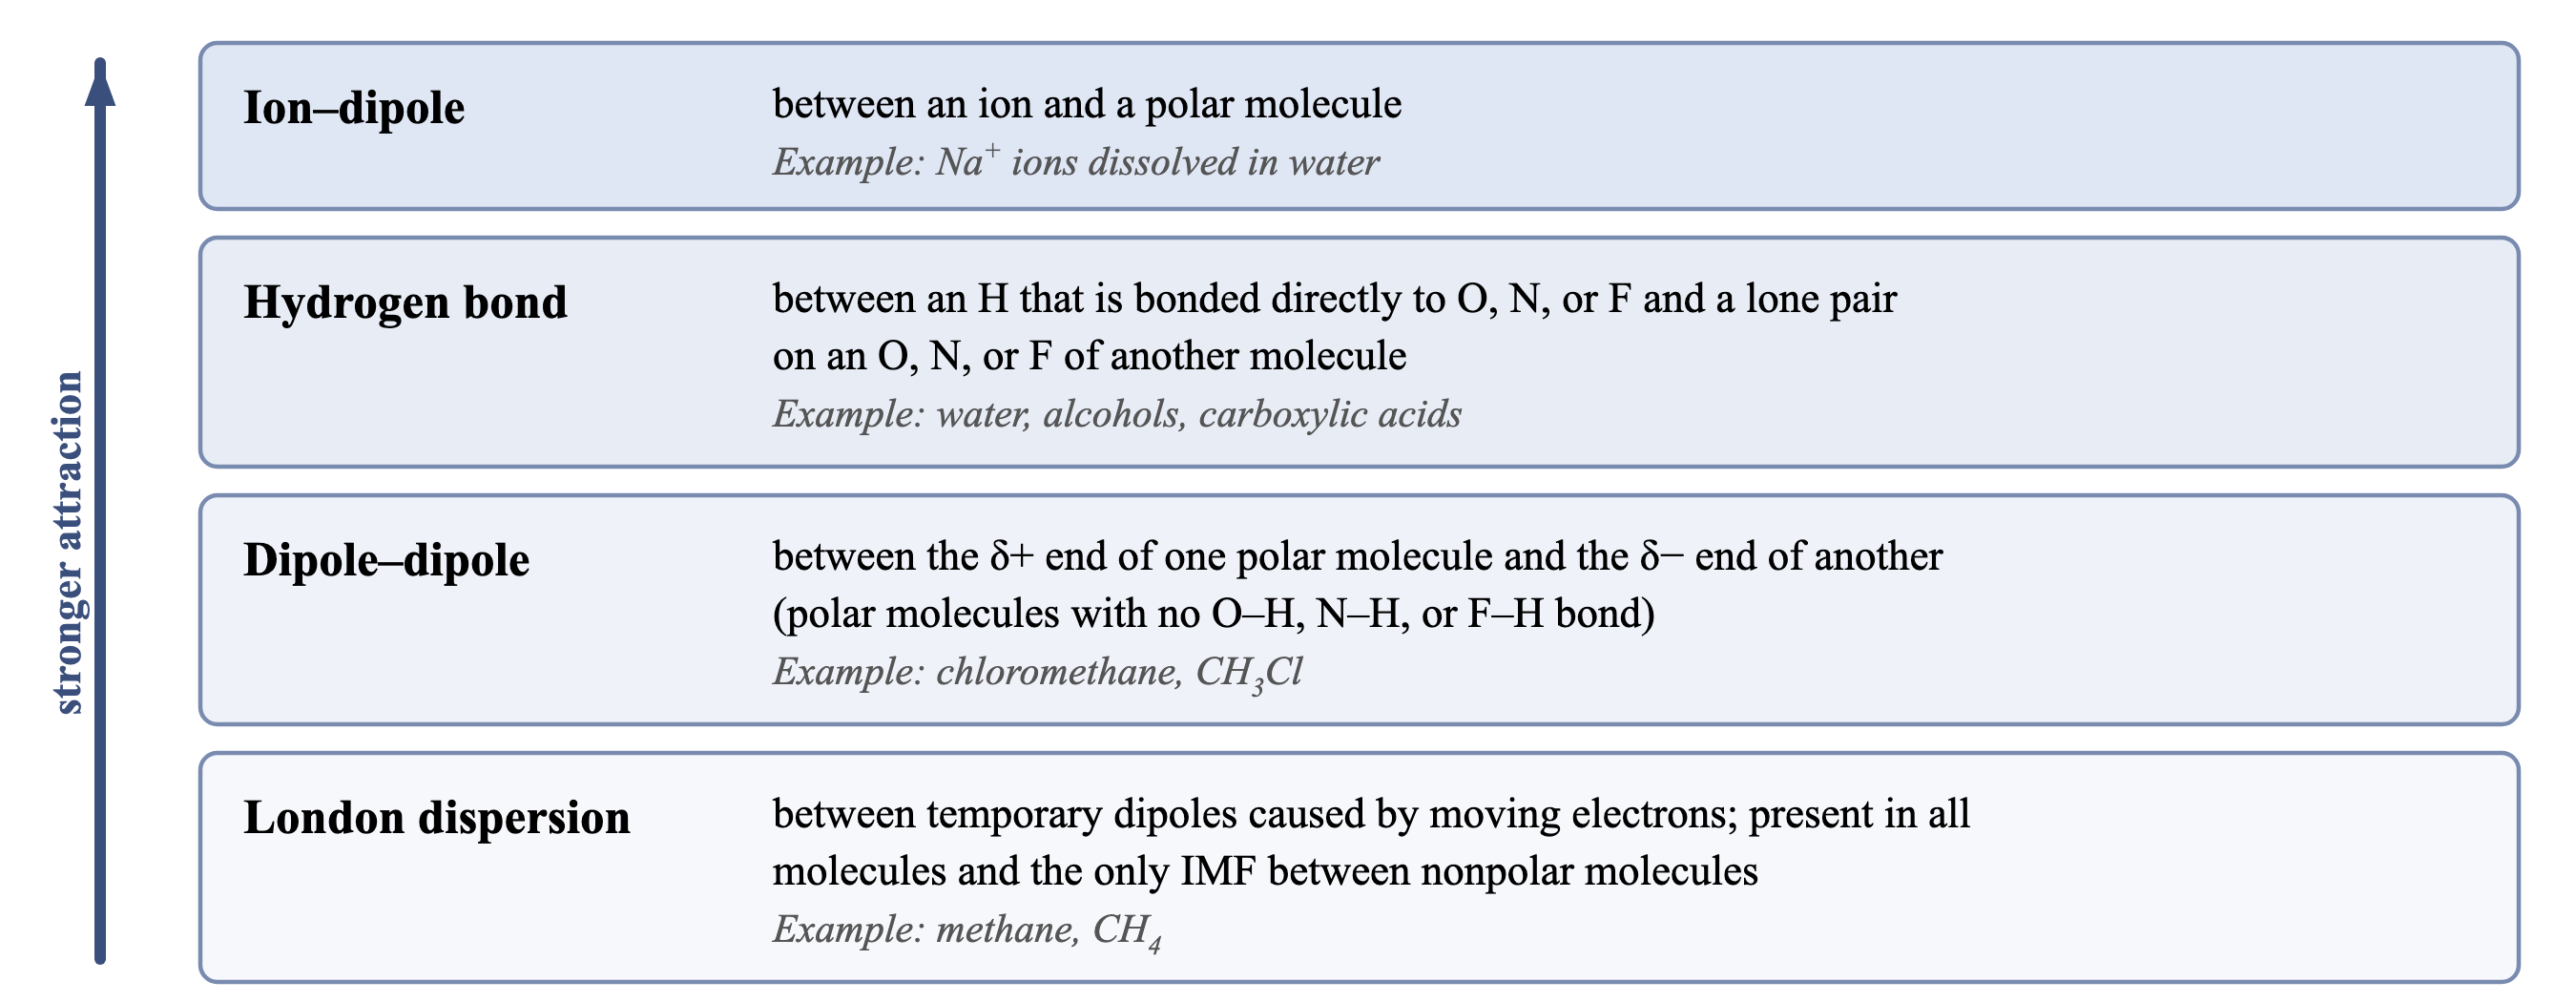 stronger attraction
Ion–dipole
between an ion and a polar molecule
Example: Na⁺ ions dissolved in water
Hydrogen bond
between an H that is bonded directly to O, N, or F and a lone pair
on an O, N, or F of another molecule
Example: water, alcohols, carboxylic acids
Dipole–dipole
between the δ+ end of one polar molecule and the δ− end of another
(polar molecules with no O–H, N–H, or F–H bond)
Example: chloromethane, CH₃Cl
London dispersion
between temporary dipoles caused by moving electrons; present in all
molecules and the only IMF between nonpolar molecules
Example: methane, CH₄